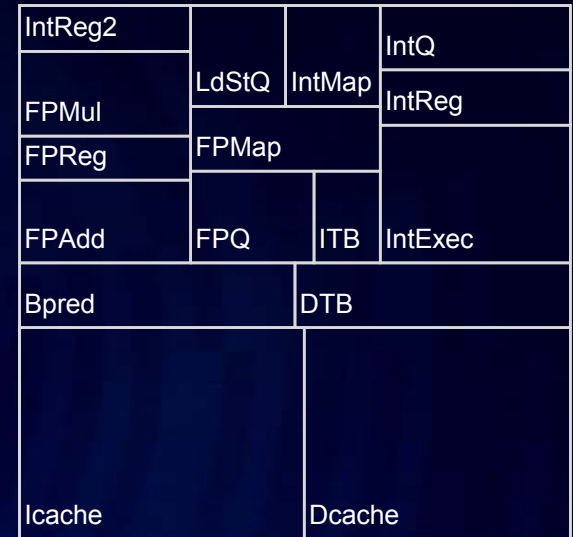 IntReg2
IntQ
LdStQ IntMap
IntReg
FPMul
FPMap
FPReg
FPAdd FPQ ITB IntExec
Bpred DTB
Icache Dcache